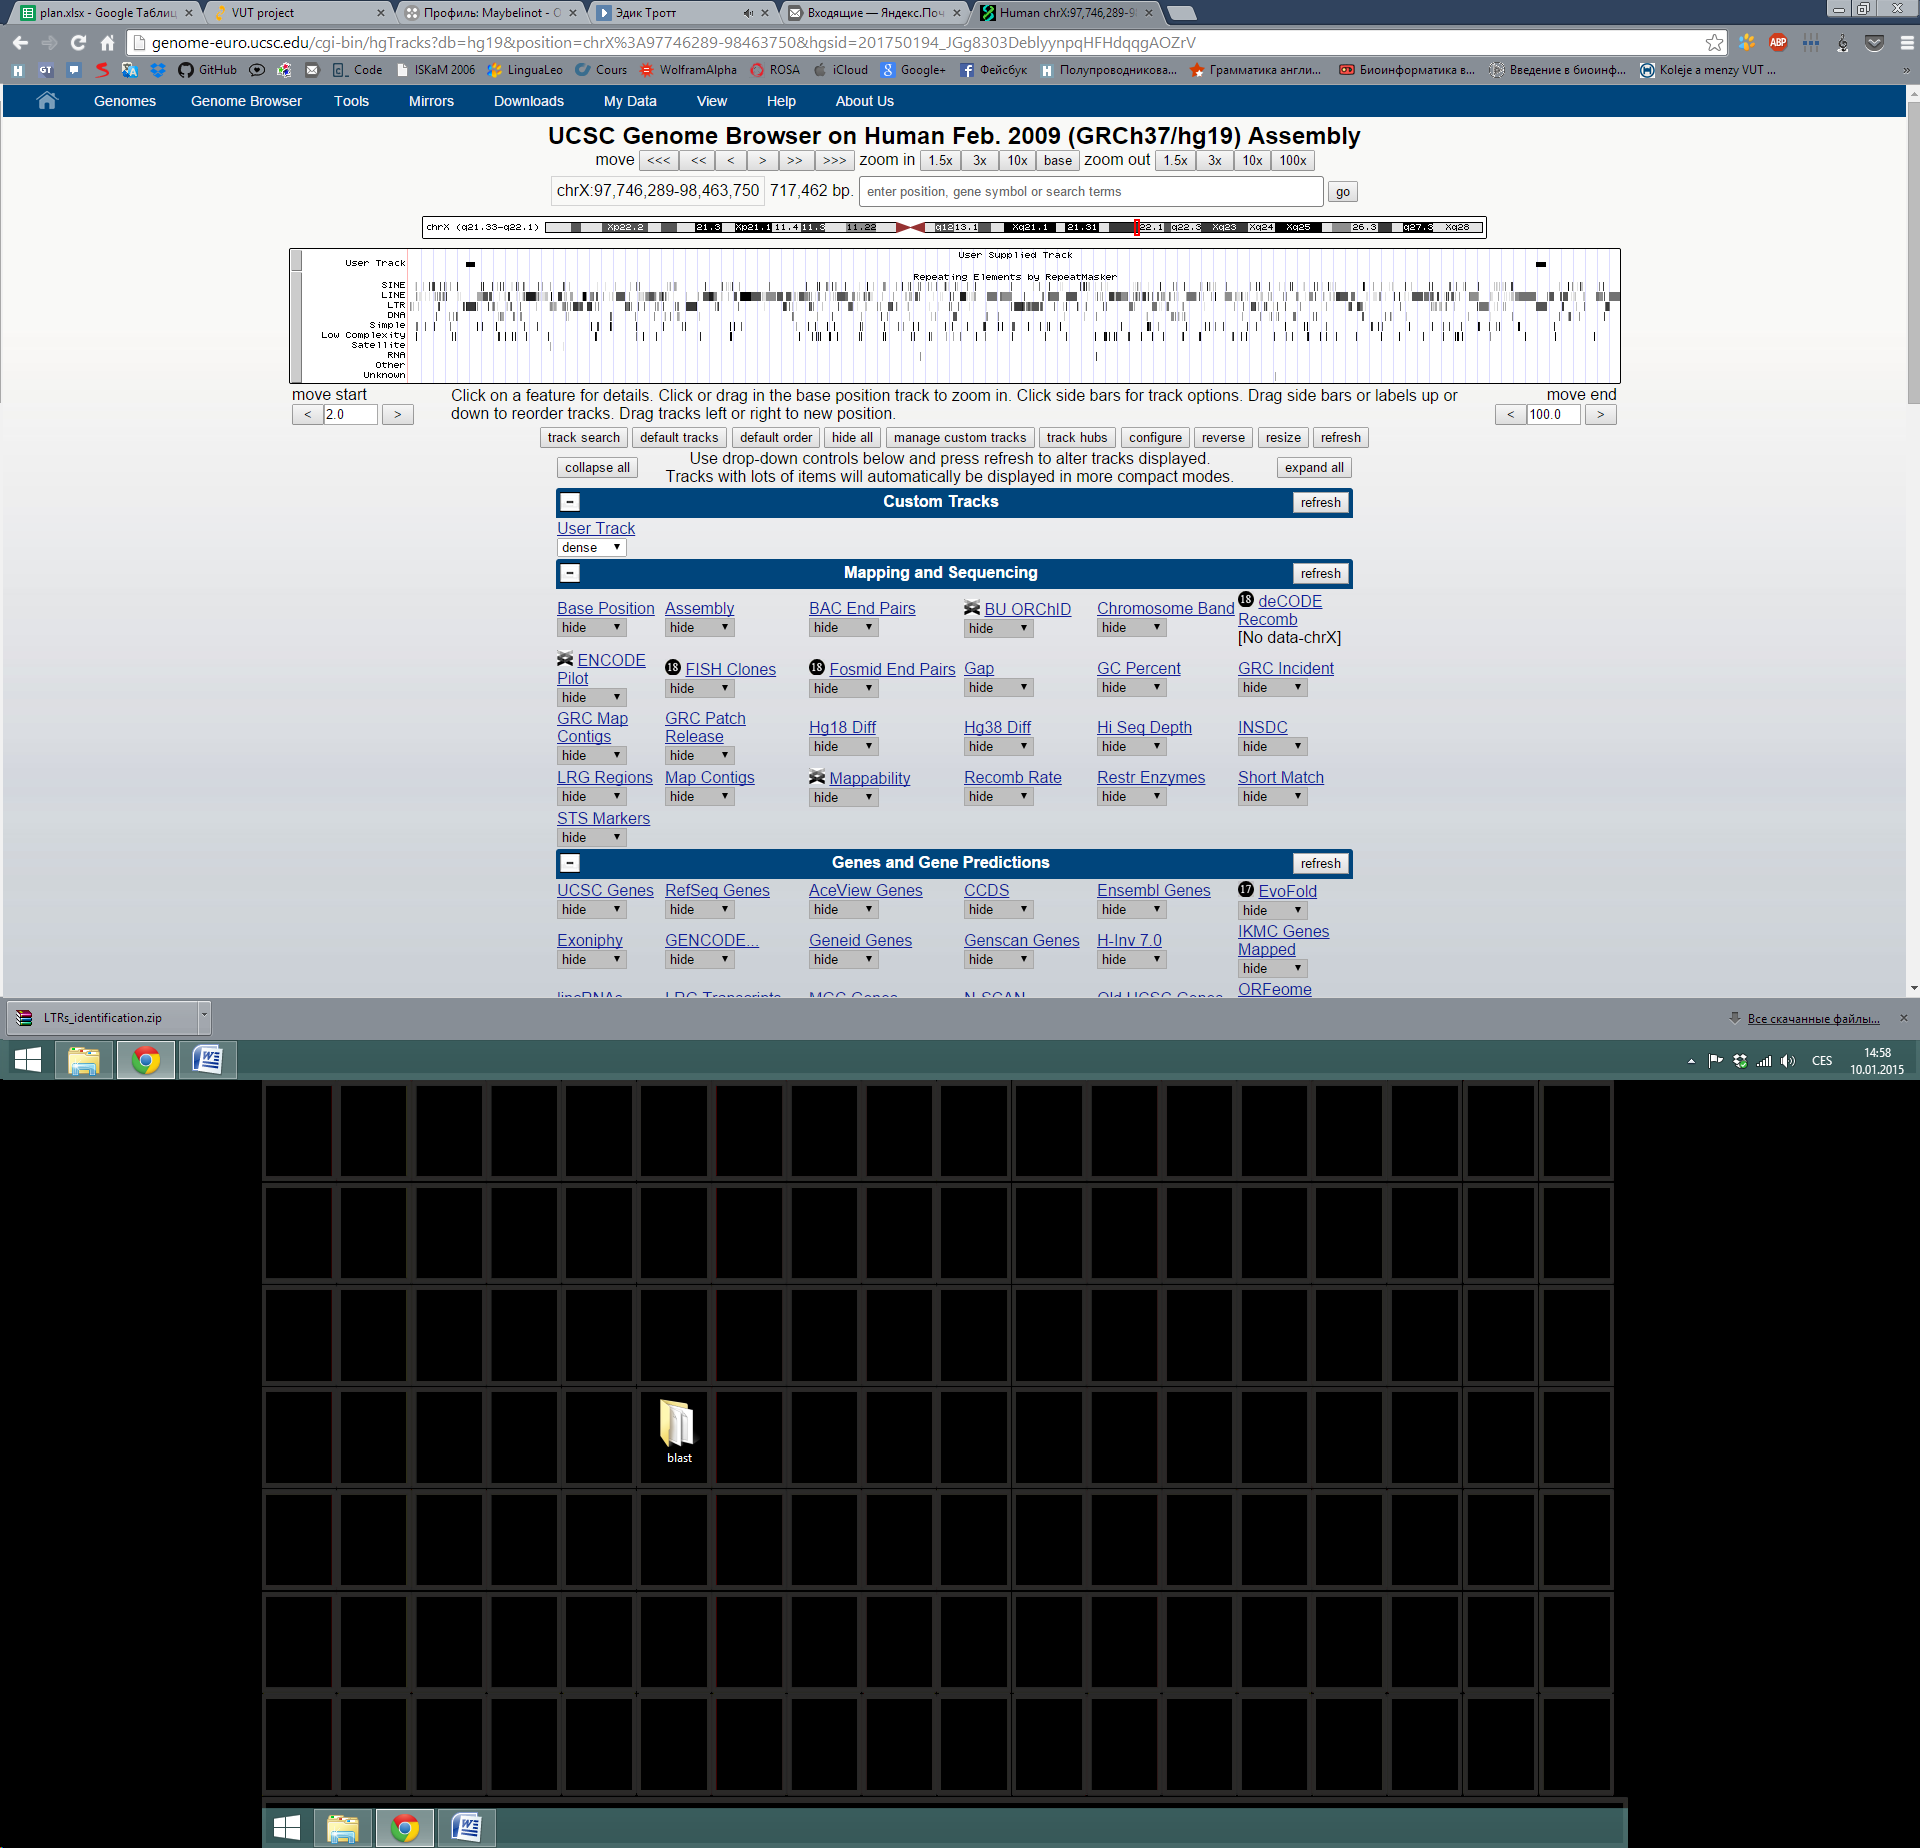 plan.xlsx - Google Таблиц
VUT project
Профиль: Maybelinot - O
Эдик Тротт
Входящие — Яндекс.Поч
Human chrX:97,746,289-9
genome-euro.ucsc.edu/cgi-bin/hgTracks?db=hg19&position=chrX%3A97746289-98463750&hgsid=201750194_JGg8303DeblyynpqHFHdqqgAOZrV
ABP
GitHub Code ISKaM 2006 LinguaLeo Cours WolframAlpha ROSA iCloud Google+ Фейсбук Полупроводникова... Грамматика англи... Биоинформатика в... Введение в биоинф... Koleje a menzy VUT ... »
Genomes Genome Browser Tools Mirrors Downloads My Data View Help About Us
UCSC Genome Browser on Human Feb. 2009 (GRCh37/hg19) Assembly
move <<< << < > >> >>> zoom in 1.5x 3x 10x base zoom out 1.5x 3x 10x 100x
chrX:97,746,289-98,463,750 717,462 bp. enter position, gene symbol or search terms go
chrX (q21.33-q22.1) Xp22.2 21.3 Xp21.1 11.4 11.3 11.22 q12 13.1 Xq21.1 21.31 22.1 q22.3 Xq23 Xq24 Xq25 26.3 q27.3 Xq28
User Supplied Track
User Track
Repeating Elements by RepeatMasker
SINE
LINE
LTR
DNA
Simple
Low Complexity
Satellite
RNA
Other
Unknown
move start
< 2.0 >
Click on a feature for details. Click or drag in the base position track to zoom in. Click side bars for track options. Drag side bars or labels up or
down to reorder tracks. Drag tracks left or right to new position.
move end
< 100.0 >
track search default tracks default order hide all manage custom tracks track hubs configure reverse resize refresh
collapse all
Use drop-down controls below and press refresh to alter tracks displayed.
Tracks with lots of items will automatically be displayed in more compact modes.
expand all
- Custom Tracks refresh
User Track
dense
- Mapping and Sequencing refresh
Base Position Assembly BAC End Pairs BU ORChID Chromosome Band 18 deCODE
Recomb
hide hide hide hide hide [No data-chrX]
ENCODE
Pilot 18 FISH Clones 18 Fosmid End Pairs Gap GC Percent GRC Incident
hide hide hide hide hide hide
GRC Map
Contigs
GRC Patch
Release
Hg18 Diff Hg38 Diff Hi Seq Depth INSDC
hide hide hide hide hide hide
LRG Regions Map Contigs Mappability Recomb Rate Restr Enzymes Short Match
hide hide hide hide hide hide
STS Markers
hide
- Genes and Gene Predictions refresh
UCSC Genes RefSeq Genes AceView Genes CCDS Ensembl Genes 17 EvoFold
hide hide hide hide hide hide
Exoniphy GENCODE... Geneid Genes Genscan Genes H-Inv 7.0 IKMC Genes
Mapped
hide hide hide hide hide hide
lincRNAs LRG Transcripts MGC Genes N-SCAN Old UCSC Genes ORFeome
LTRs_identification.zip
Все скачанные файлы...
CES
14:58
10.01.2015
blast